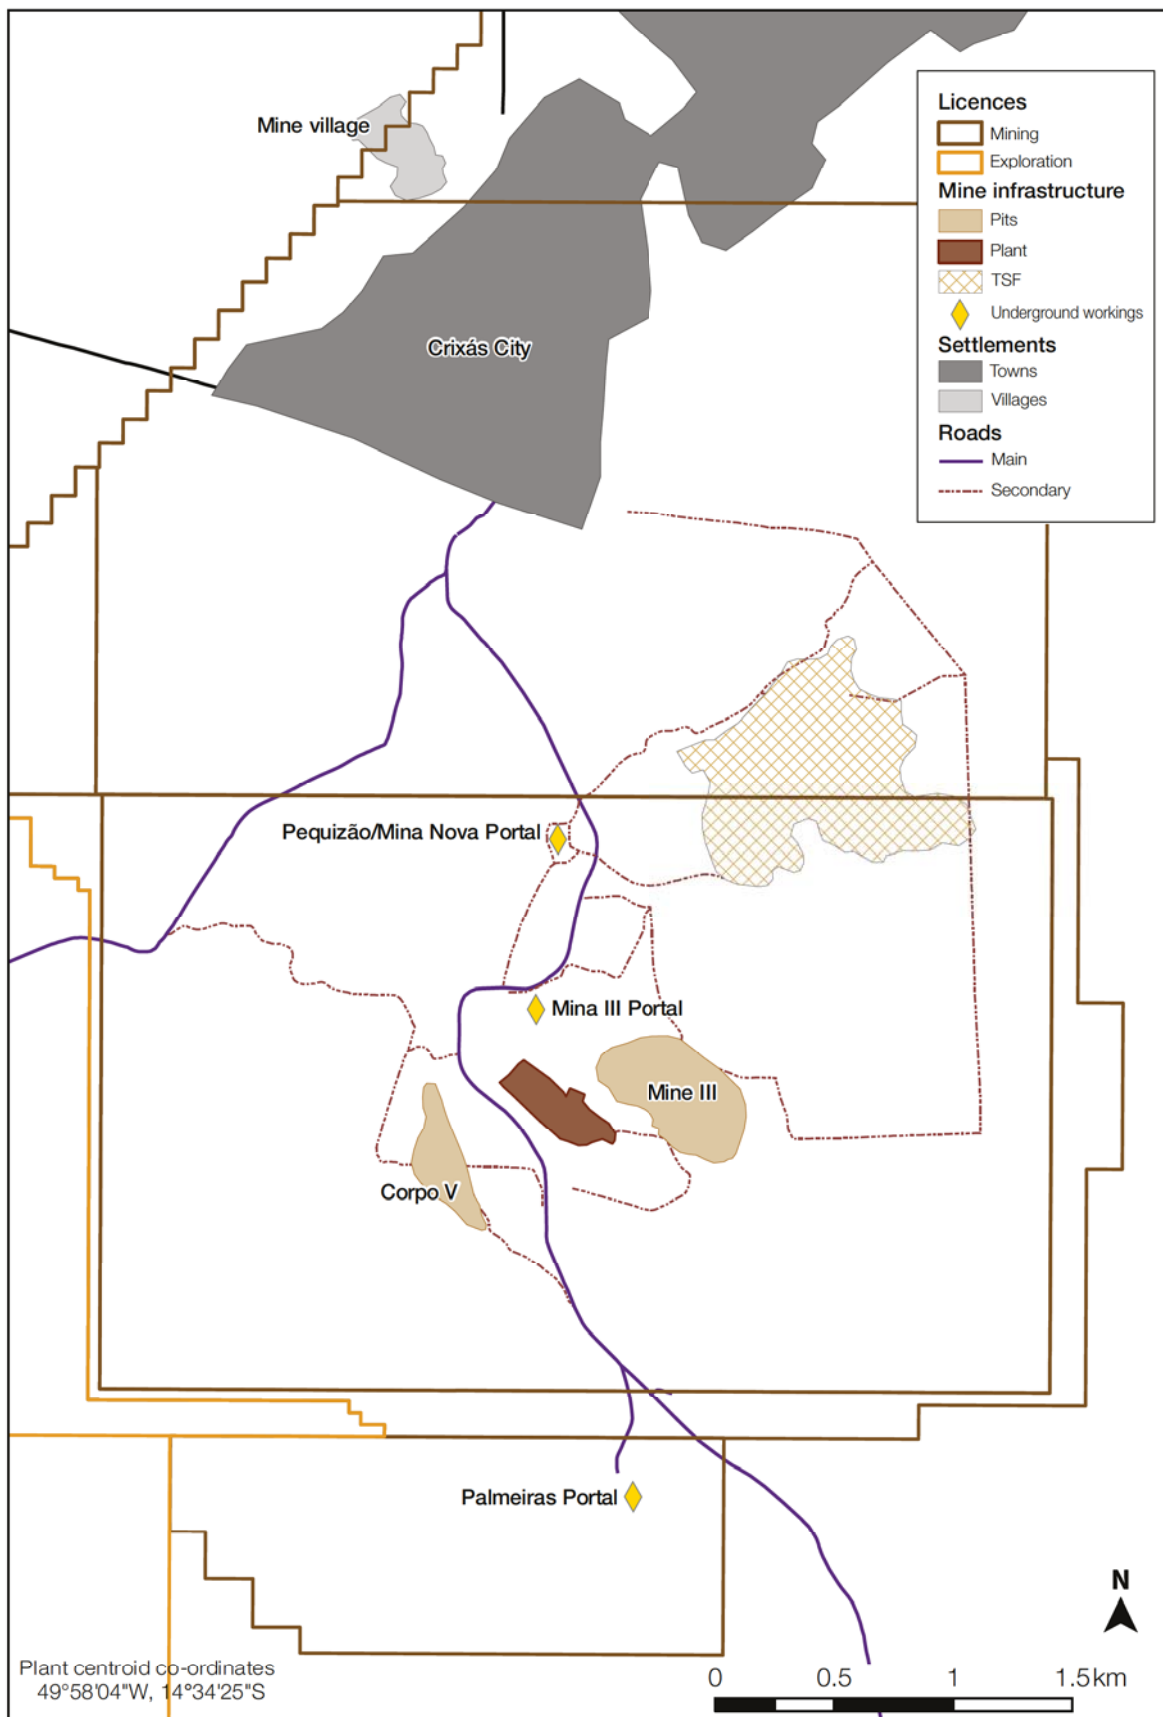 Mine village
Crixás City
Licences
Mining
Exploration
Mine infrastructure
Pits
Plant
TSF
Underground workings
Settlements
Towns
Villages
Roads
Main
Secondary
Pequizão/Mina Nova Portal
Mina III Portal
Mine III
Corpo V
Palmeiras Portal
N
Plant centroid co-ordinates
49°58'04"W, 14°34'25"S
0 0.5 1 1.5km